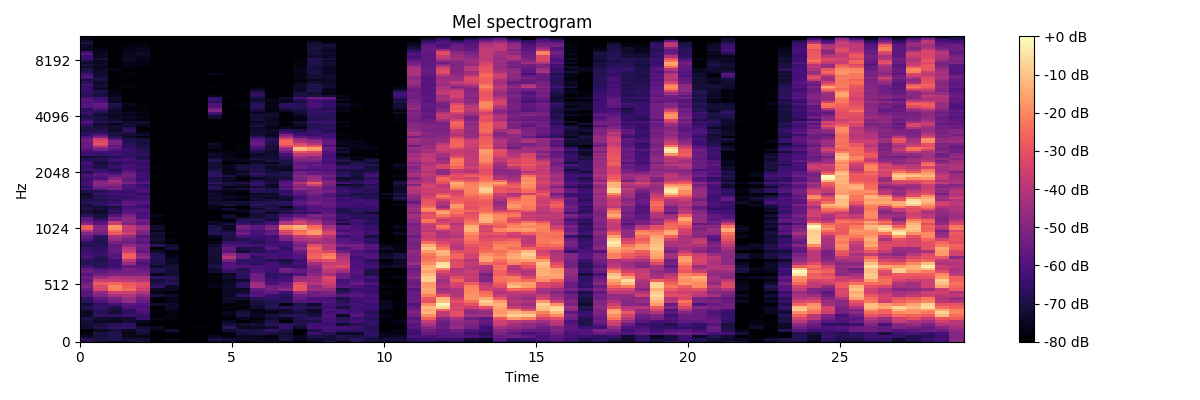 Mel spectrogram
+0 dB
8192
-10 dB
4096
-20 dB
-30 dB
Hz
2048
-40 dB
1024
-50 dB
-60 dB
512
-70 dB
0
-80 dB
0 5 10 15 20 25
Time